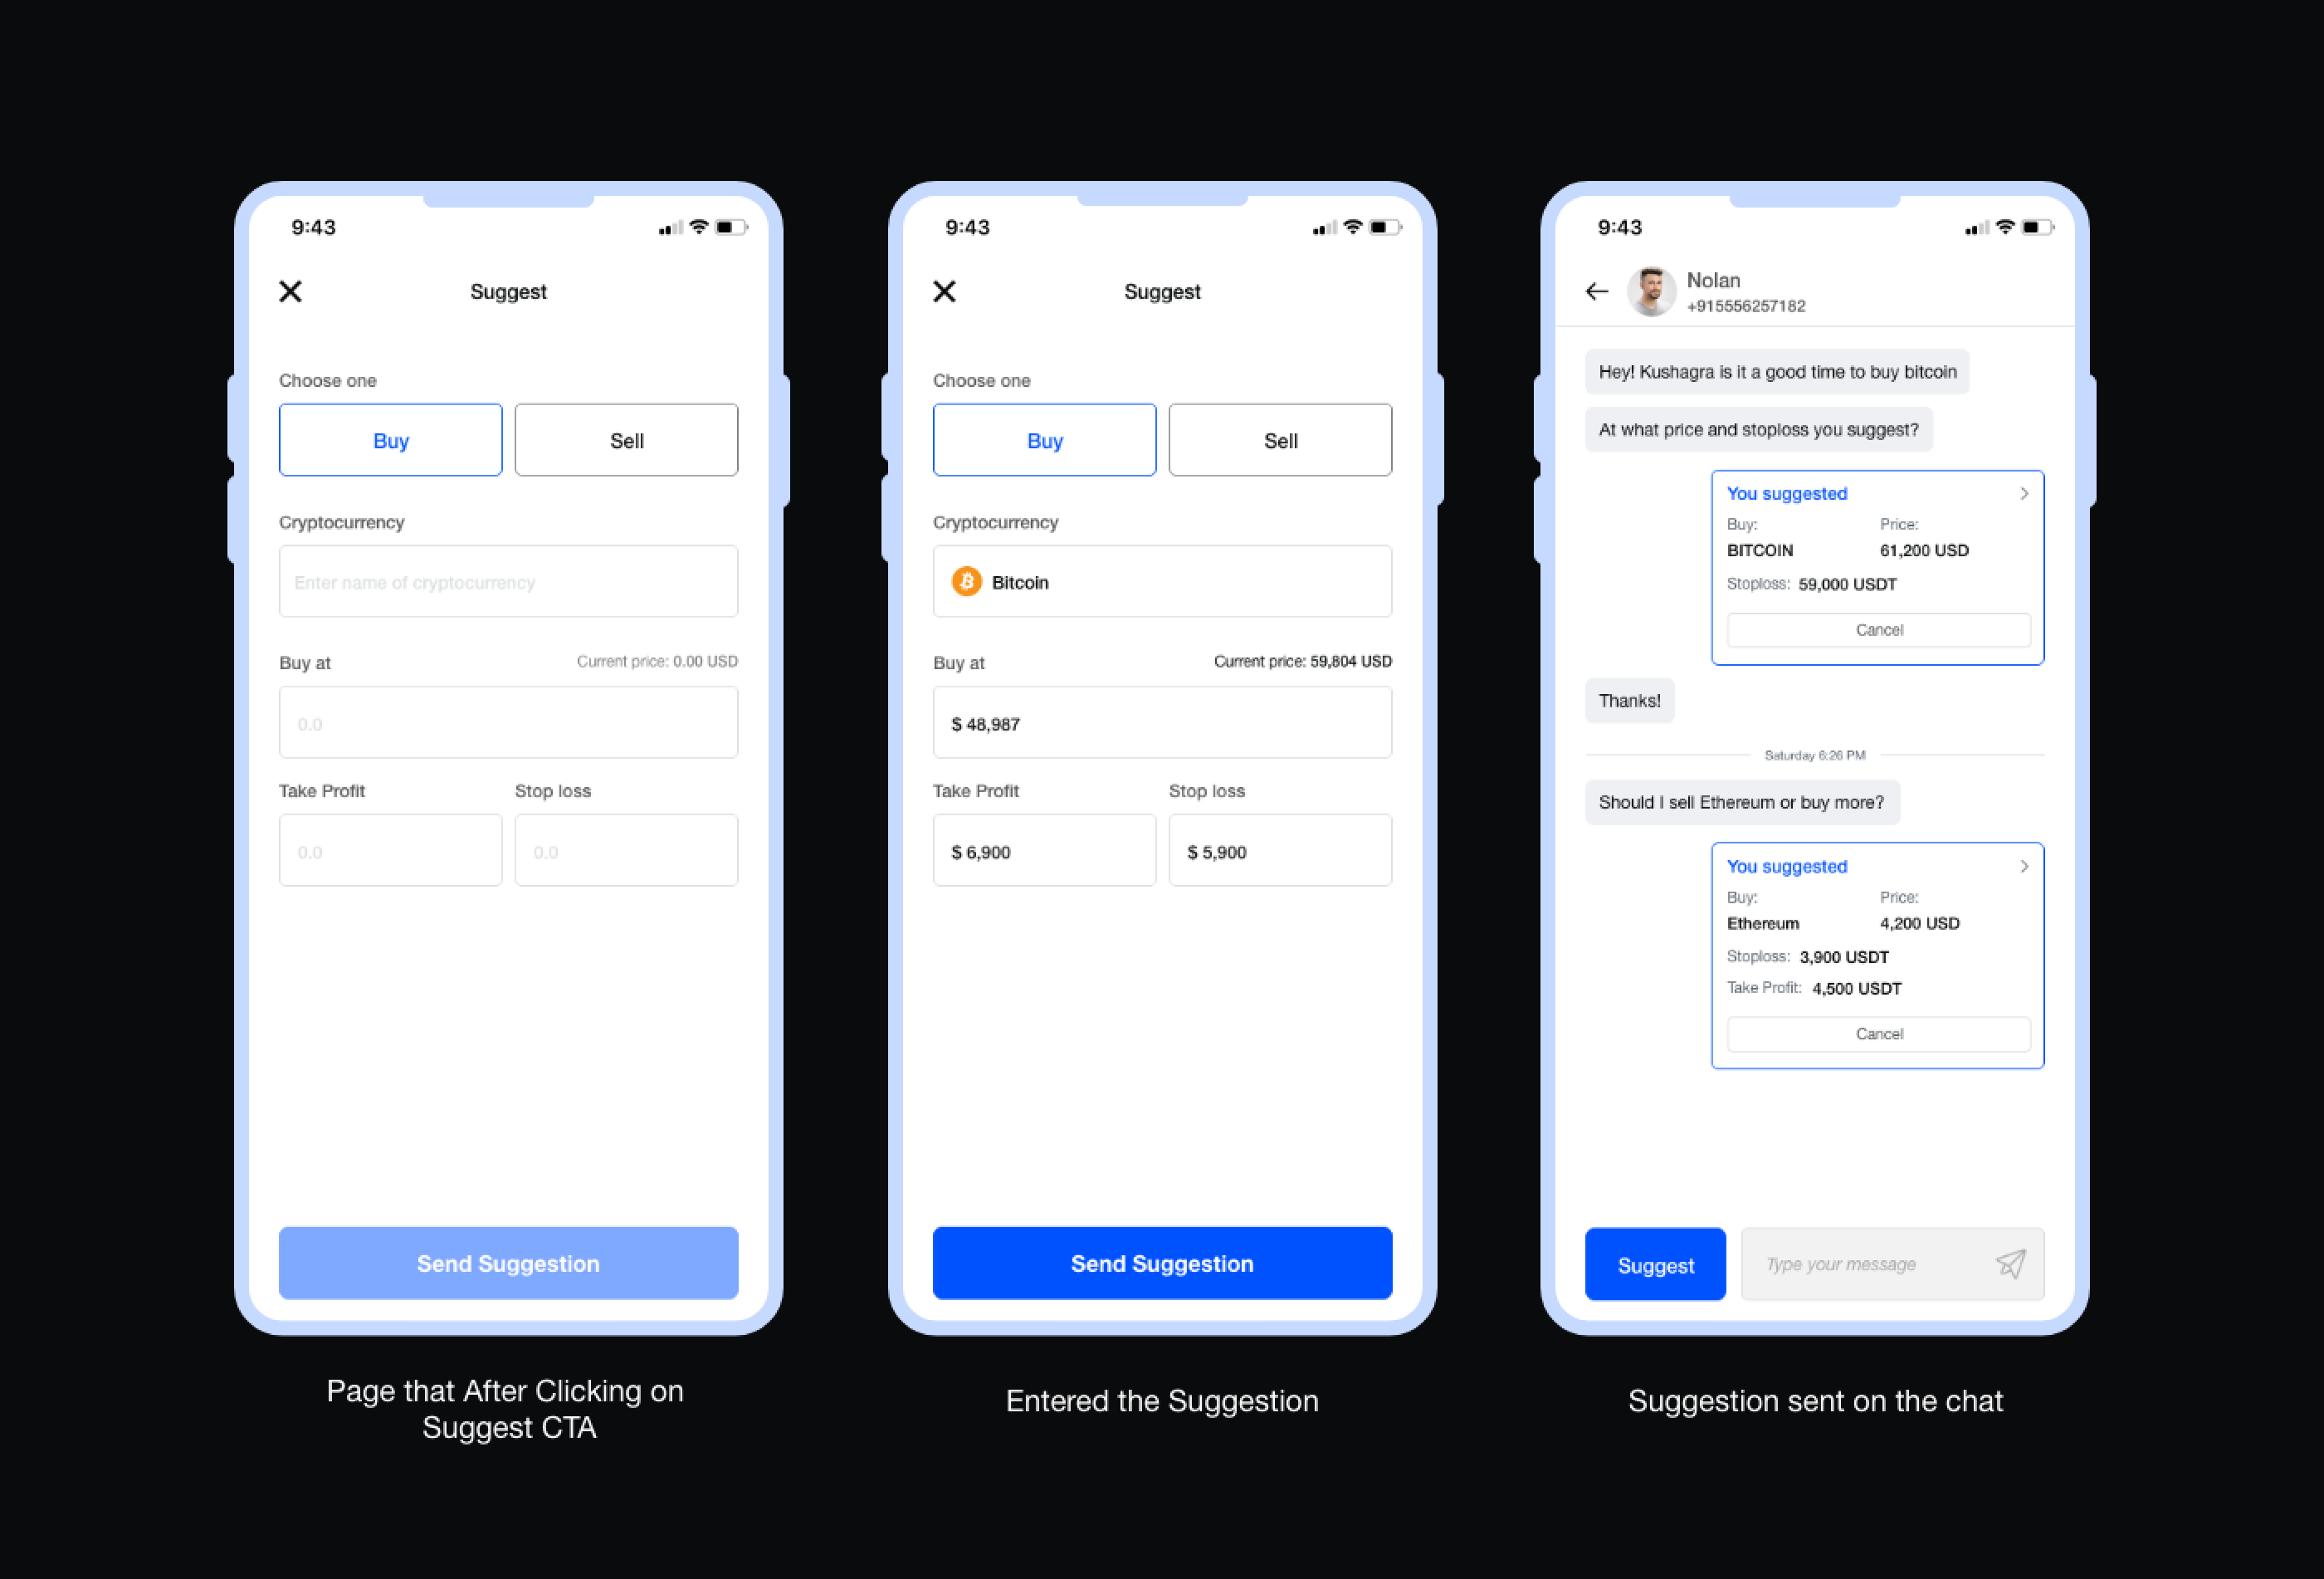 9:43
Suggest
Choose one
Buy
Sell
Cryptocurrency
Enter name of cryptocurrency
Buy at
Current price: 0.00 USD
0.0
Take Profit
Stop loss
0.0
0.0
Send Suggestion
Page that After Clicking on
Suggest CTA
9:43
Suggest
Choose one
Buy
Sell
Cryptocurrency
Bitcoin
Buy at
Current price: 59,804 USD
$ 48,987
Take Profit
Stop loss
$ 6,900
$ 5,900
Send Suggestion
Entered the Suggestion
9:43
Nolan
+915556257182
Hey! Kushagra is it a good time to buy bitcoin
At what price and stoploss you suggest?
You suggested
Buy:
Price:
BITCOIN
61,200 USD
Stoploss: 59,000 USDT
Cancel
Thanks!
Saturday 6:26 PM
Should I sell Ethereum or buy more?
You suggested
Buy:
Price:
Ethereum
4,200 USD
Stoploss: 3,900 USDT
Take Profit: 4,500 USDT
Cancel
Suggest
Type your message
Suggestion sent on the chat